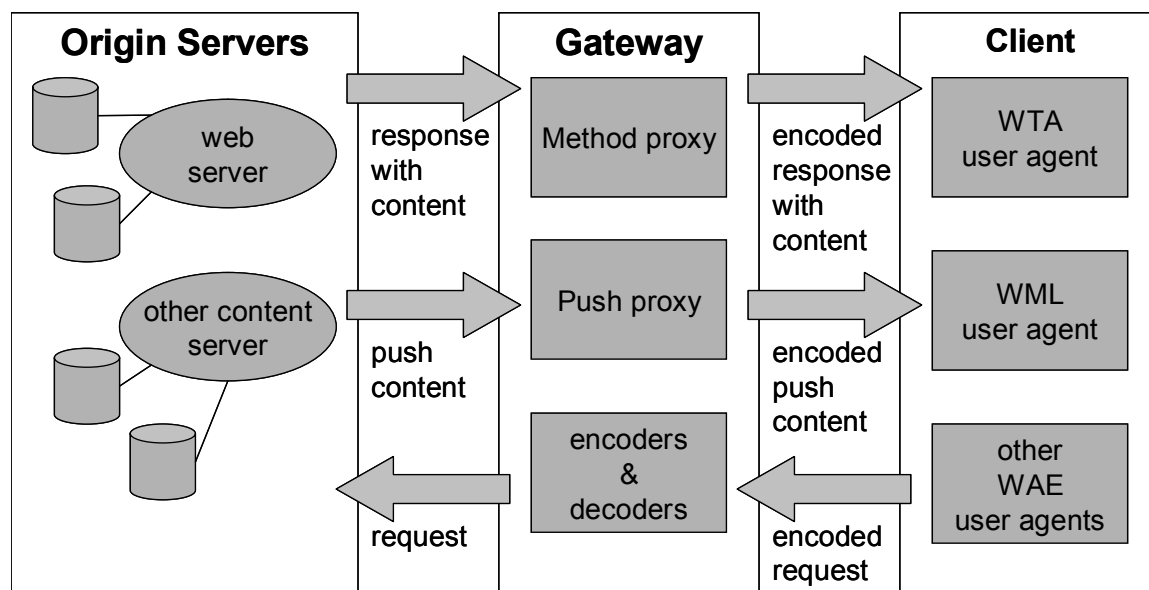 Origin Servers
web
server
other content
server
response
with
content
push
content
request
Gateway
Method proxy
Push proxy
encoders
&
decoders
encoded
response
with
content
encoded
push
content
encoded
request
Client
WTA
user agent
WML
user agent
other
WAE
user agents